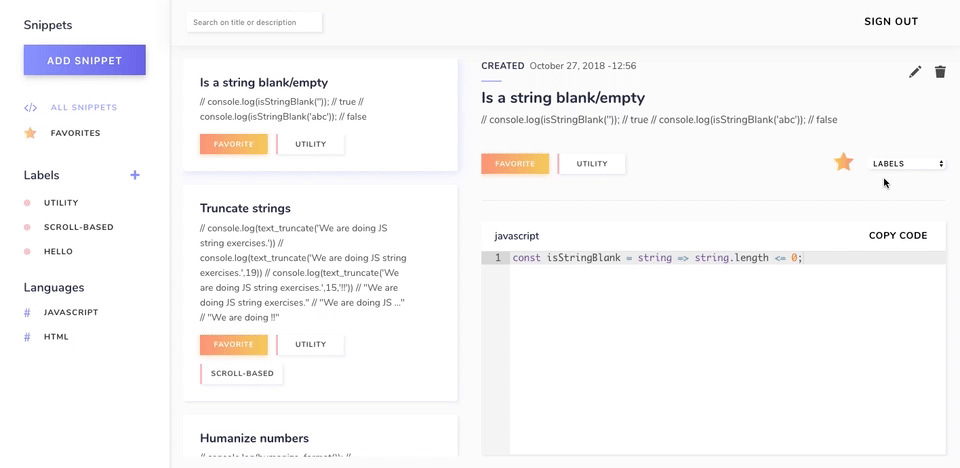 Snippets
ADD SNIPPET
</> ALL SNIPPETS
FAVORITES
Labels +
UTILITY
SCROLL-BASED
HELLO
Languages
# JAVASCRIPT
# HTML
Search on title or description
SIGN OUT
Is a string blank/empty
// console.log(isStringBlank('')); // true //
console.log(isStringBlank('abc')); // false
FAVORITE UTILITY
Truncate strings
// console.log(text_truncate('We are doing JS
string exercises.')) //
console.log(text_truncate('We are doing JS string
exercises.',19)) // console.log(text_truncate('We
are doing JS string exercises.',15,'!!')) // "We are
doing JS string exercises." // "We are doing JS ..."
// "We are doing !!"
FAVORITE UTILITY
SCROLL-BASED
Humanize numbers
// console.log(humanize_format()); //
CREATED October 27, 2018 -12:56
Is a string blank/empty
// console.log(isStringBlank('')); // true // console.log(isStringBlank('abc')); // false
FAVORITE UTILITY
LABELS
javascript COPY CODE
1 const isStringBlank = string => string.length <= 0;